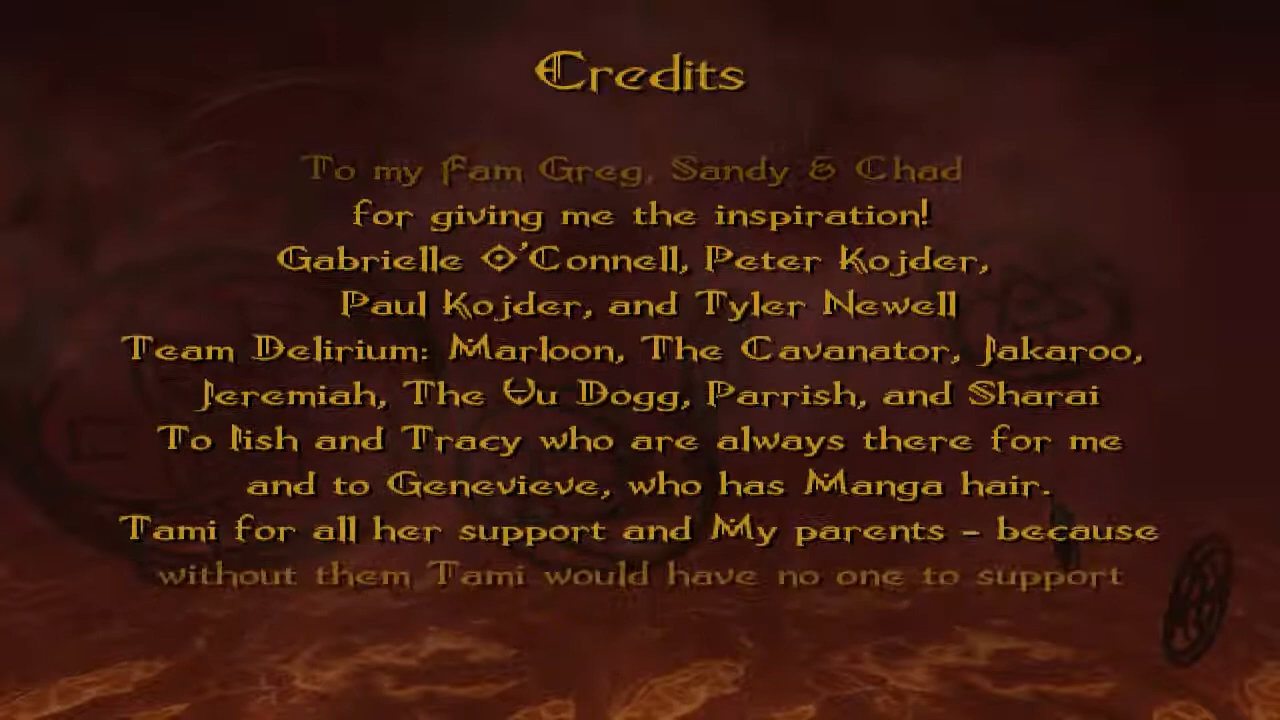 Credits
To my Fam Greg, Sandy & Chad
for giving me the inspiration!
Gabrielle O'Connell, Peter Kojder,
Paul Kojder, and Tyler Newell
Team Delirium: Marloon, The Cavanator, Jakaroo,
Jeremiah, The Vu Dogg, Parrish, and Sharai
To Iish and Tracy who are always there for me
and to Genevieve, who has Manga hair.
Tami for all her support and My parents - because
without them Tami would have no one to support